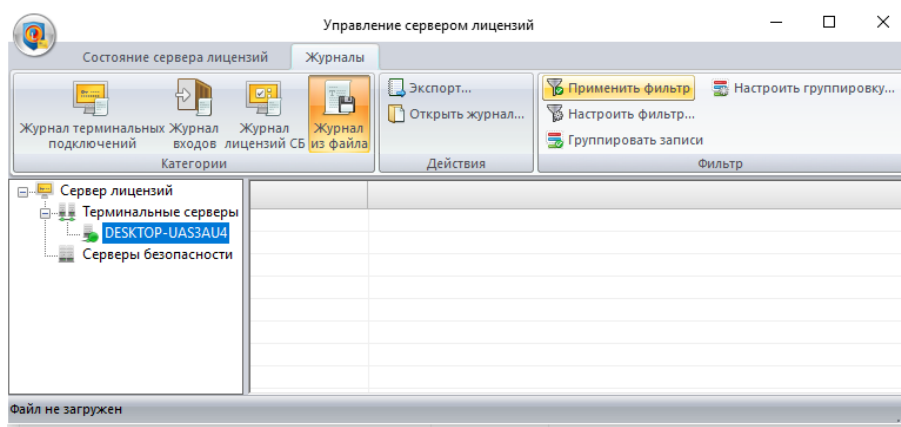 Управление сервером лицензий
Состояние сервера лицензий Журналы
Журнал терминальных подключений
Журнал входов
Журнал лицензий СБ
Журнал из файла
Категории
Экспорт...
Открыть журнал...
Действия
Применить фильтр
Настроить фильтр...
Группировать записи
Настроить группировку...
Фильтр
Сервер лицензий
Терминальные серверы
DESKTOP-UAS3AU4
Серверы безопасности
Файл не загружен